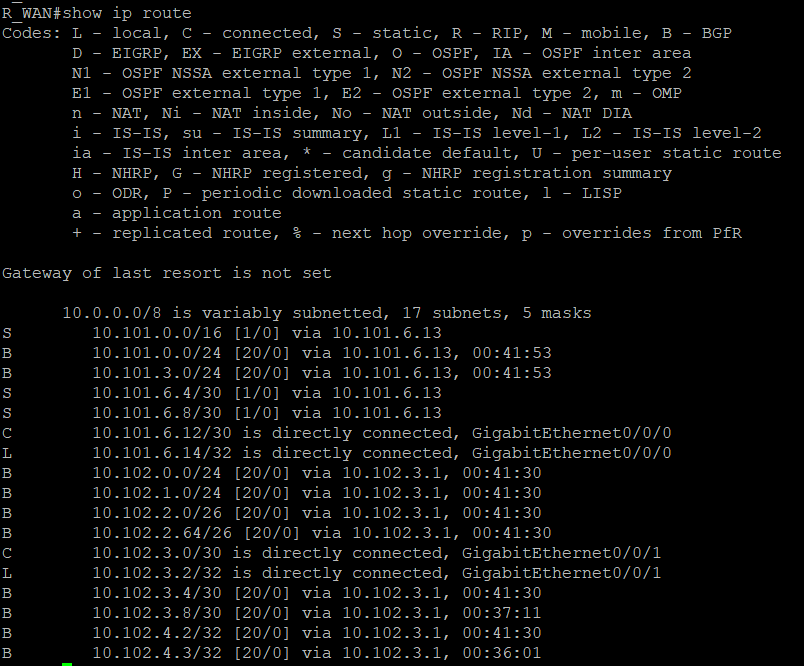 R_WAN#show ip route
Codes: L - local, C - connected, S - static, R - RIP, M - mobile, B - BGP
       D - EIGRP, EX - EIGRP external, O - OSPF, IA - OSPF inter area
       N1 - OSPF NSSA external type 1, N2 - OSPF NSSA external type 2
       E1 - OSPF external type 1, E2 - OSPF external type 2, m - OMP
       n - NAT, Ni - NAT inside, No - NAT outside, Nd - NAT DIA
       i - IS-IS, su - IS-IS summary, L1 - IS-IS level-1, L2 - IS-IS level-2
       ia - IS-IS inter area, * - candidate default, U - per-user static route
       H - NHRP, G - NHRP registered, g - NHRP registration summary
       o - ODR, P - periodic downloaded static route, l - LISP
       a - application route
       + - replicated route, % - next hop override, p - overrides from PfR

Gateway of last resort is not set

      10.0.0.0/8 is variably subnetted, 17 subnets, 5 masks
S        10.101.0.0/16 [1/0] via 10.101.6.13
B        10.101.0.0/24 [20/0] via 10.101.6.13, 00:41:53
B        10.101.3.0/24 [20/0] via 10.101.6.13, 00:41:53
S        10.101.6.4/30 [1/0] via 10.101.6.13
S        10.101.6.8/30 [1/0] via 10.101.6.13
C        10.101.6.12/30 is directly connected, GigabitEthernet0/0/0
L        10.101.6.14/32 is directly connected, GigabitEthernet0/0/0
B        10.102.0.0/24 [20/0] via 10.102.3.1, 00:41:30
B        10.102.1.0/24 [20/0] via 10.102.3.1, 00:41:30
B        10.102.2.0/26 [20/0] via 10.102.3.1, 00:41:30
B        10.102.2.64/26 [20/0] via 10.102.3.1, 00:41:30
C        10.102.3.0/30 is directly connected, GigabitEthernet0/0/1
L        10.102.3.2/32 is directly connected, GigabitEthernet0/0/1
B        10.102.3.4/30 [20/0] via 10.102.3.1, 00:41:30
B        10.102.3.8/30 [20/0] via 10.102.3.1, 00:37:11
B        10.102.4.2/32 [20/0] via 10.102.3.1, 00:41:30
B        10.102.4.3/32 [20/0] via 10.102.3.1, 00:36:01